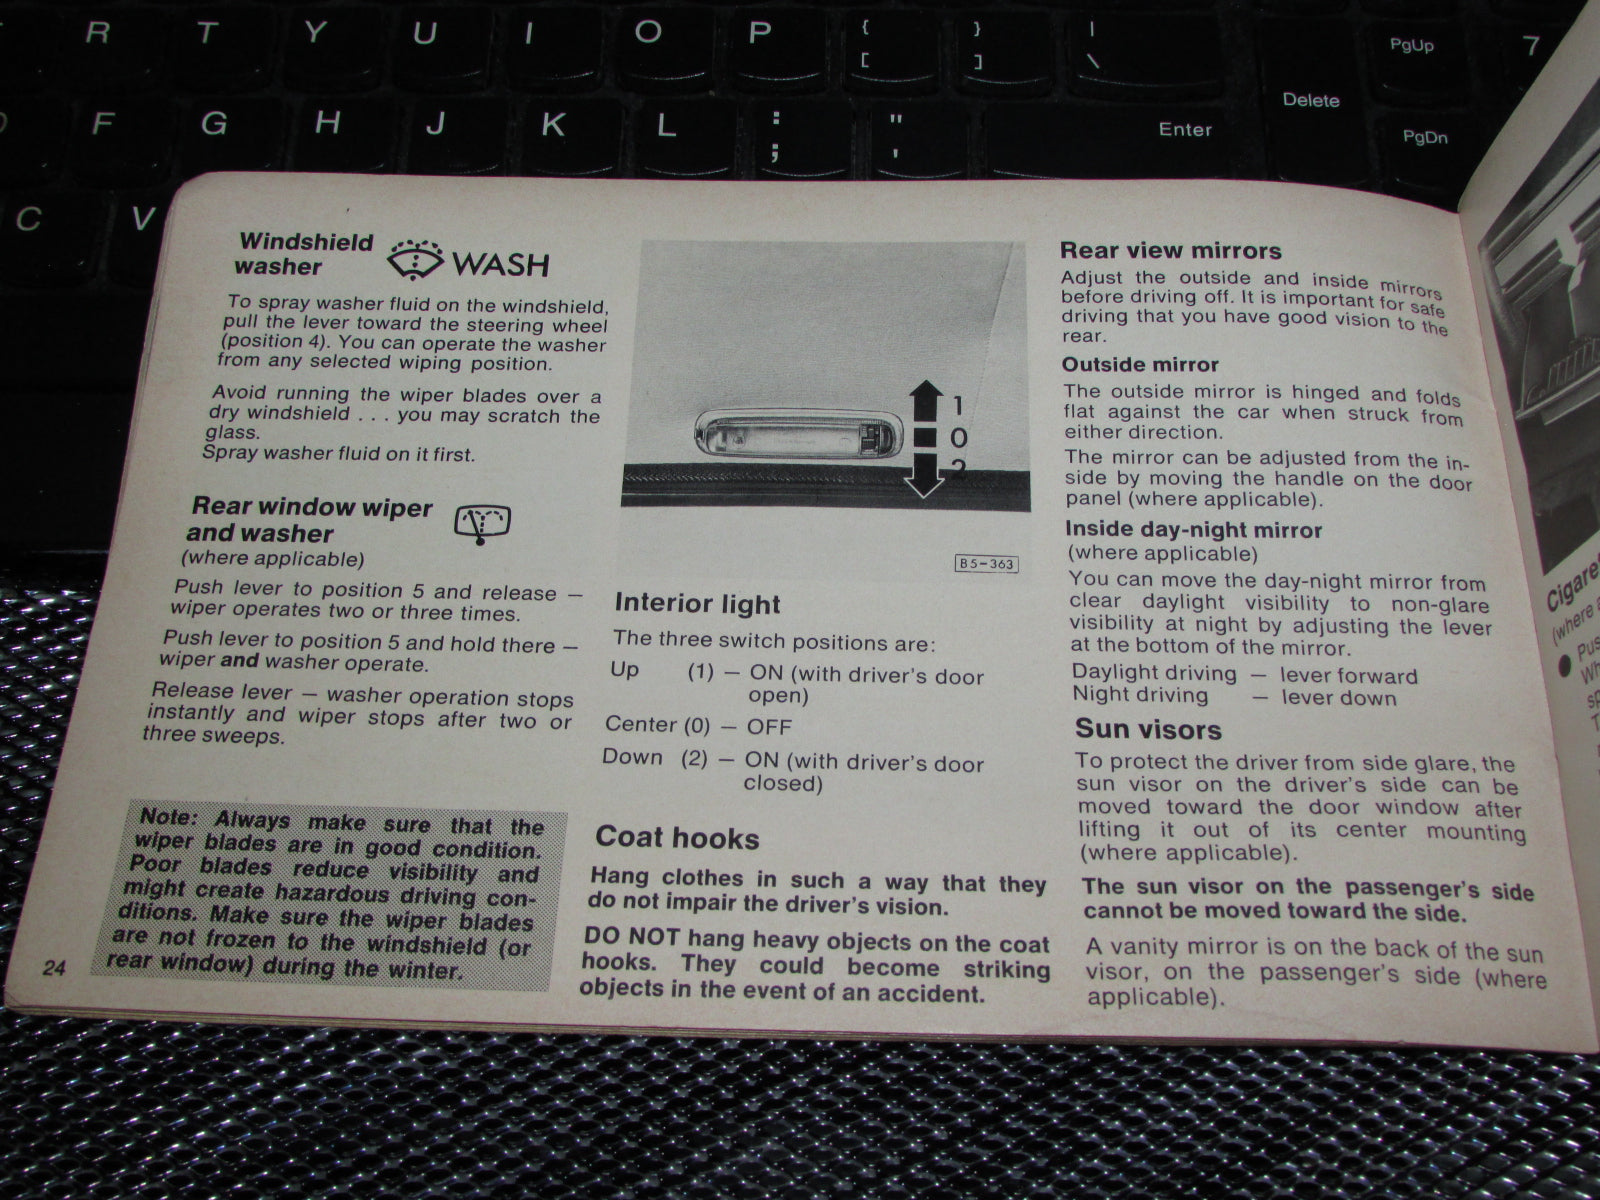 R T Y U I O P { [ } ] | \ PgUp 7
F G H J K L : ; " ' Enter Delete PgDn
C V
Windshield
washer
WASH
To spray washer fluid on the windshield,
pull the lever toward the steering wheel
(position 4). You can operate the washer
from any selected wiping position.
Avoid running the wiper blades over a
dry windshield . . . you may scratch the
glass.
Spray washer fluid on it first.
Rear window wiper
and washer
(where applicable)
Push lever to position 5 and release —
wiper operates two or three times.
Push lever to position 5 and hold there —
wiper and washer operate.
Release lever — washer operation stops
instantly and wiper stops after two or
three sweeps.
Note: Always make sure that the
wiper blades are in good condition.
Poor blades reduce visibility and
might create hazardous driving con-
ditions. Make sure the wiper blades
are not frozen to the windshield (or
rear window) during the winter.
24
1
0
2
B5-363
Interior light
The three switch positions are:
Up (1) — ON (with driver's door
open)
Center (0) — OFF
Down (2) — ON (with driver's door
closed)
Coat hooks
Hang clothes in such a way that they
do not impair the driver's vision.
DO NOT hang heavy objects on the coat
hooks. They could become striking
objects in the event of an accident.
Rear view mirrors
Adjust the outside and inside mirrors
before driving off. It is important for safe
driving that you have good vision to the
rear.
Outside mirror
The outside mirror is hinged and folds
flat against the car when struck from
either direction.
The mirror can be adjusted from the in-
side by moving the handle on the door
panel (where applicable).
Inside day-night mirror
(where applicable)
You can move the day-night mirror from
clear daylight visibility to non-glare
visibility at night by adjusting the lever
at the bottom of the mirror.
Daylight driving — lever forward
Night driving — lever down
Sun visors
To protect the driver from side glare, the
sun visor on the driver's side can be
moved toward the door window after
lifting it out of its center mounting
(where applicable).
The sun visor on the passenger's side
cannot be moved toward the side.
A vanity mirror is on the back of the sun
visor, on the passenger's side (where
applicable).
(where